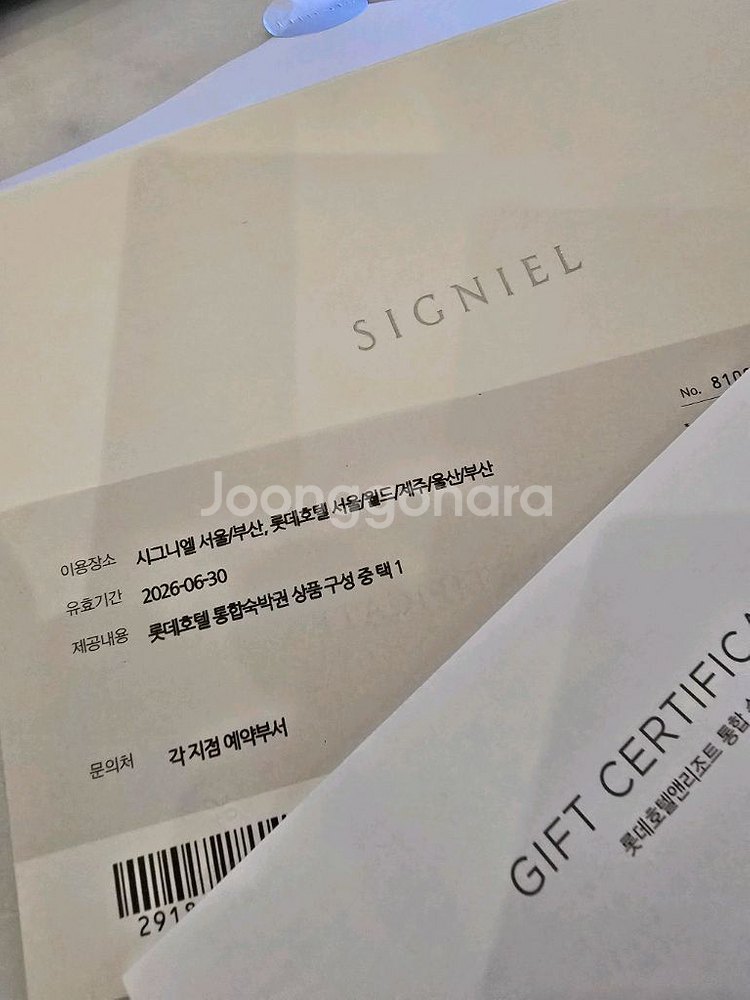 SIGNIEL
No. 810
Joonggonara
이용장소 시그니엘 서울/부산, 롯데호텔 서울/월드/제주/울산/부산
유효기간 2026-06-30
제공내용 롯데호텔 통합숙박권 상품 구성 중 택 1
문의처 각 지점 예약부서
2919
GIFT CERTIFICA
롯데호텔앤리조트 통합